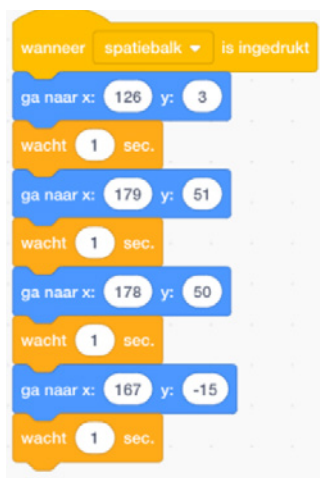 wanneer spatiebalk is ingedrukt
ga naar x: 126 y: 3
wacht 1 sec.
ga naar x: 179 y: 51
wacht 1 sec.
ga naar x: 178 y: 50
wacht 1 sec.
ga naar x: 167 y: -15
wacht 1 sec.